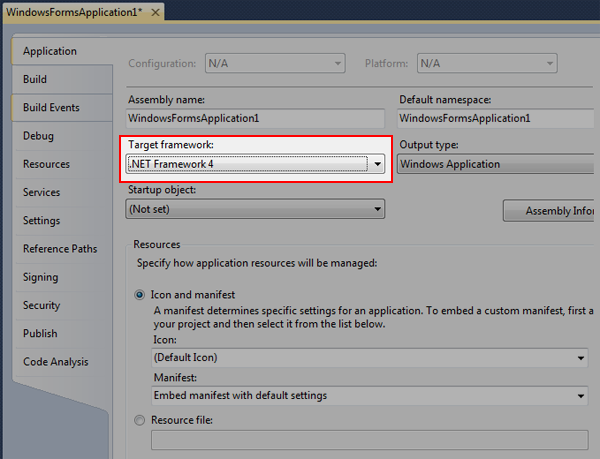 WindowsFormsApplication1*
Application
Build
Build Events
Debug
Resources
Services
Settings
Reference Paths
Signing
Security
Publish
Code Analysis
Configuration: N/A Platform: N/A
Assembly name: Default namespace:
WindowsFormsApplication1 WindowsFormsApplication1
Target framework: Output type:
.NET Framework 4 Windows Application
Startup object:
(Not set) Assembly Infor
Resources
Specify how application resources will be managed:
Icon and manifest
A manifest determines specific settings for an application. To embed a custom manifest, first a
your project and then select it from the list below.
Icon:
(Default Icon)
Manifest:
Embed manifest with default settings
Resource file: